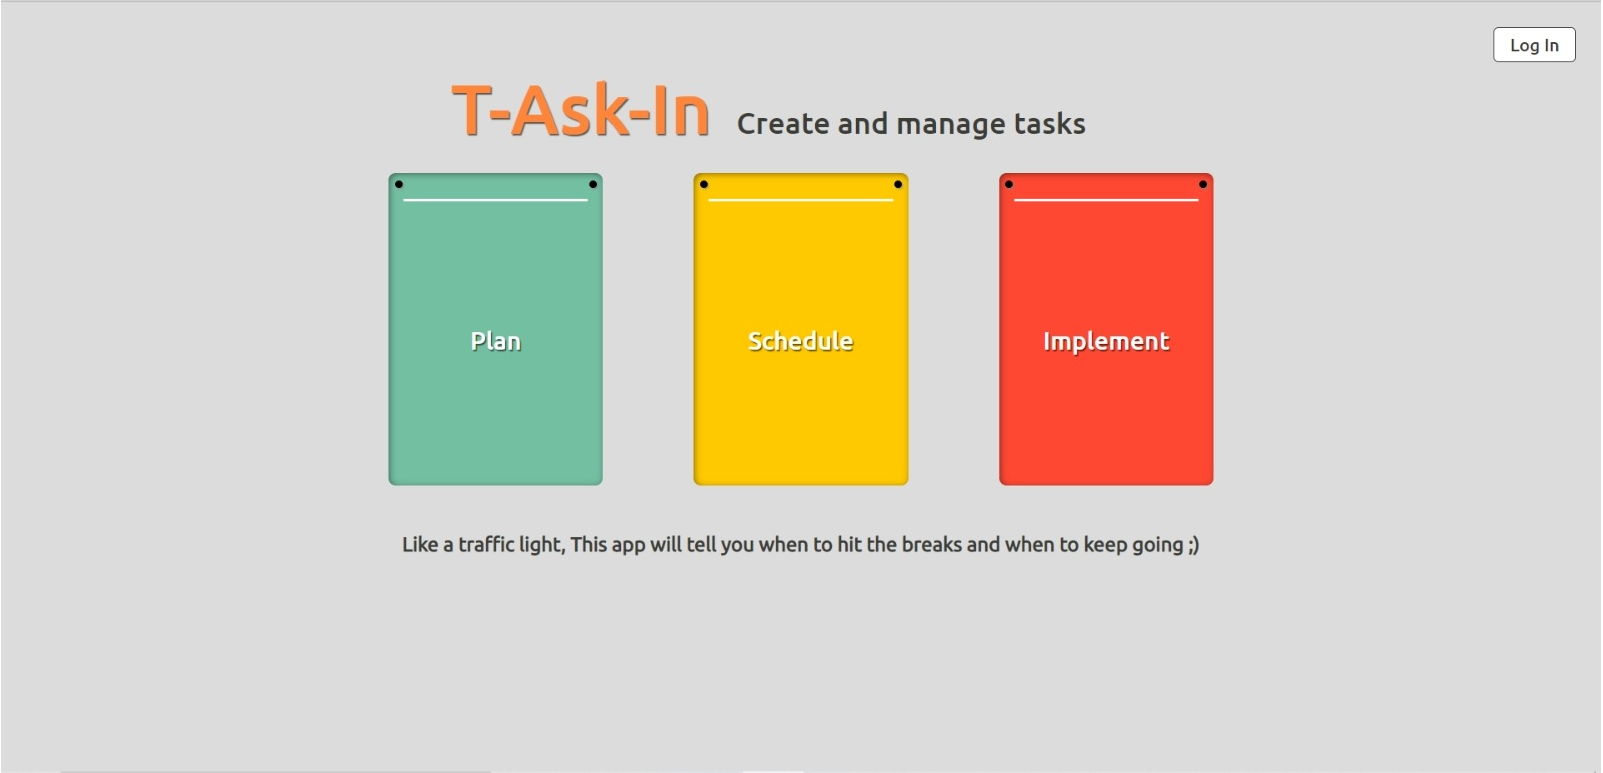 Log In
T-Ask-In Create and manage tasks
Plan Schedule Implement
Like a traffic light, This app will tell you when to hit the breaks and when to keep going ;)